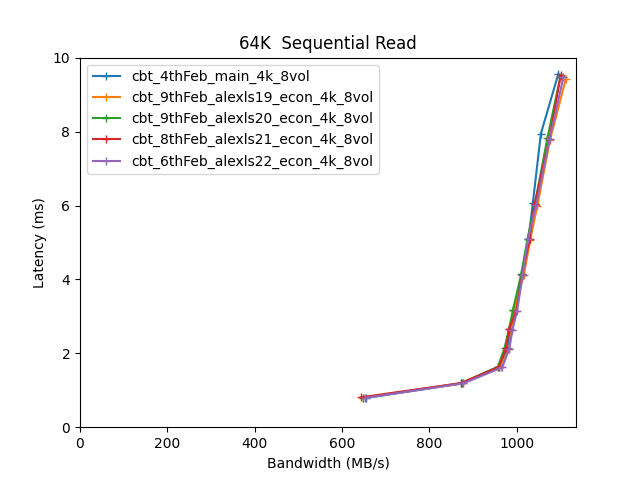 64K  Sequential Read
cbt_4thFeb_main_4k_8vol
cbt_9thFeb_alexls19_econ_4k_8vol
cbt_9thFeb_alexls20_econ_4k_8vol
cbt_8thFeb_alexls21_econ_4k_8vol
cbt_6thFeb_alexls22_econ_4k_8vol
10
8
6
4
2
0
Latency (ms)
0 200 400 600 800 1000
Bandwidth (MB/s)